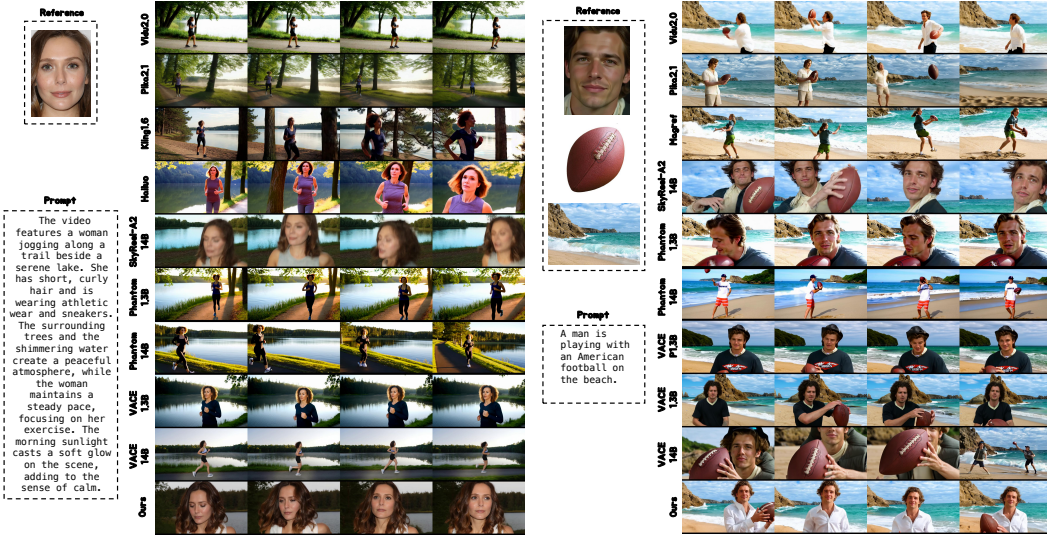 Reference
Prompt
The video
features a woman
jogging along a
trail beside a
serene lake. She
has short, curly
hair and is
wearing athletic
wear and sneakers.
The surrounding
trees and the
shimmering water
create a peaceful
atmosphere, while
the woman
maintains a
steady pace,
focusing on her
exercise. The
morning sunlight
casts a soft glow
on the scene,
adding to the
sense of calm.
Vidu2.0
Pika2.1
Kling1.6
Hailuo
SkyReel-A2
14B
Phantom
1.3B
Phantom
14B
VACE
1.3B
VACE
14B
Ours
Reference
Prompt
A man is
playing with
an American
football on
the beach.
Vidu2.0
Pika2.1
Magref
SkyReel-A2
14B
Phantom
1.3B
Phantom
14B
VACE
P1.3B
VACE
1.3B
VACE
14B
Ours